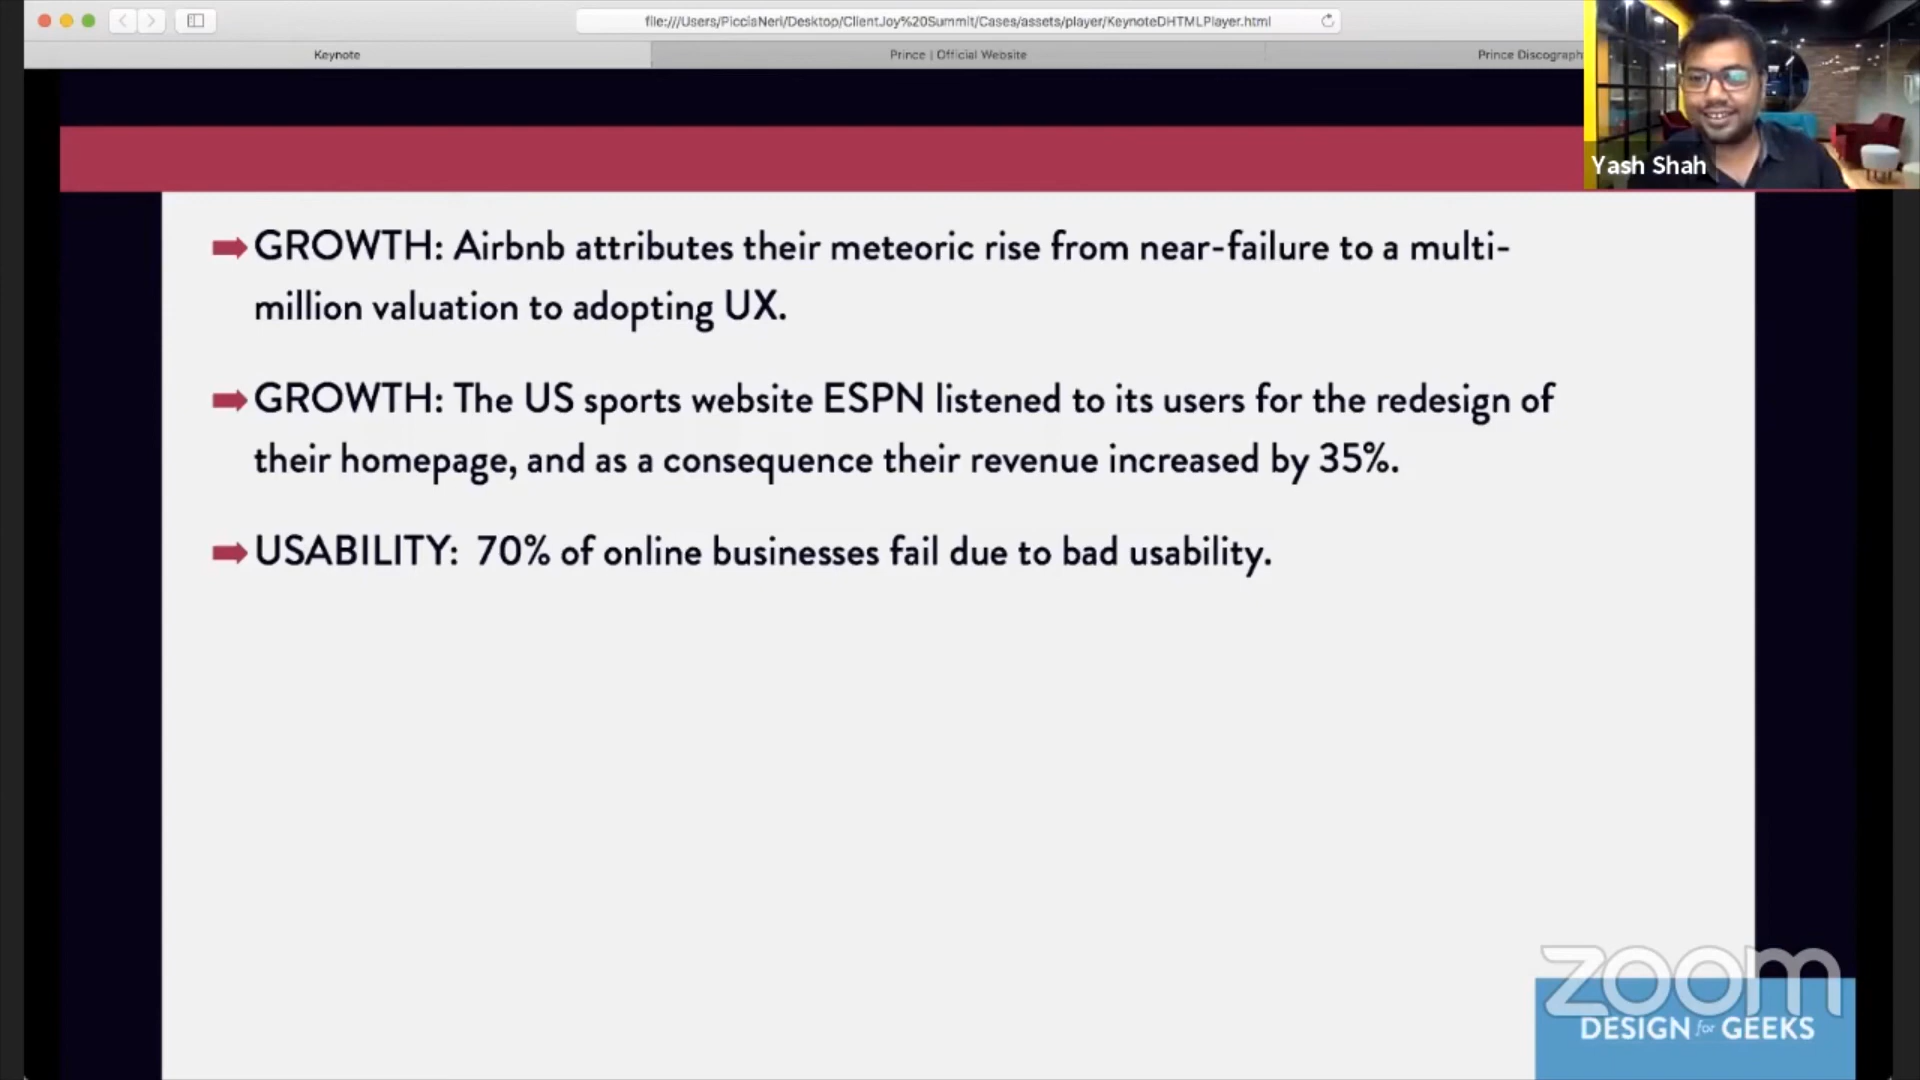 file:///Users/PicciaNeri/Desktop/ClientJoy%20Summit/Cases/assets/player/KeynoteDHTMLPlayer.html
Keynote
Prince | Official Website
Prince Discograph
Yash Shah
GROWTH: Airbnb attributes their meteoric rise from near-failure to a multi-
million valuation to adopting UX.
GROWTH: The US sports website ESPN listened to its users for the redesign of
their homepage, and as a consequence their revenue increased by 35%.
USABILITY: 70% of online businesses fail due to bad usability.
zoom
DESIGN for GEEKS